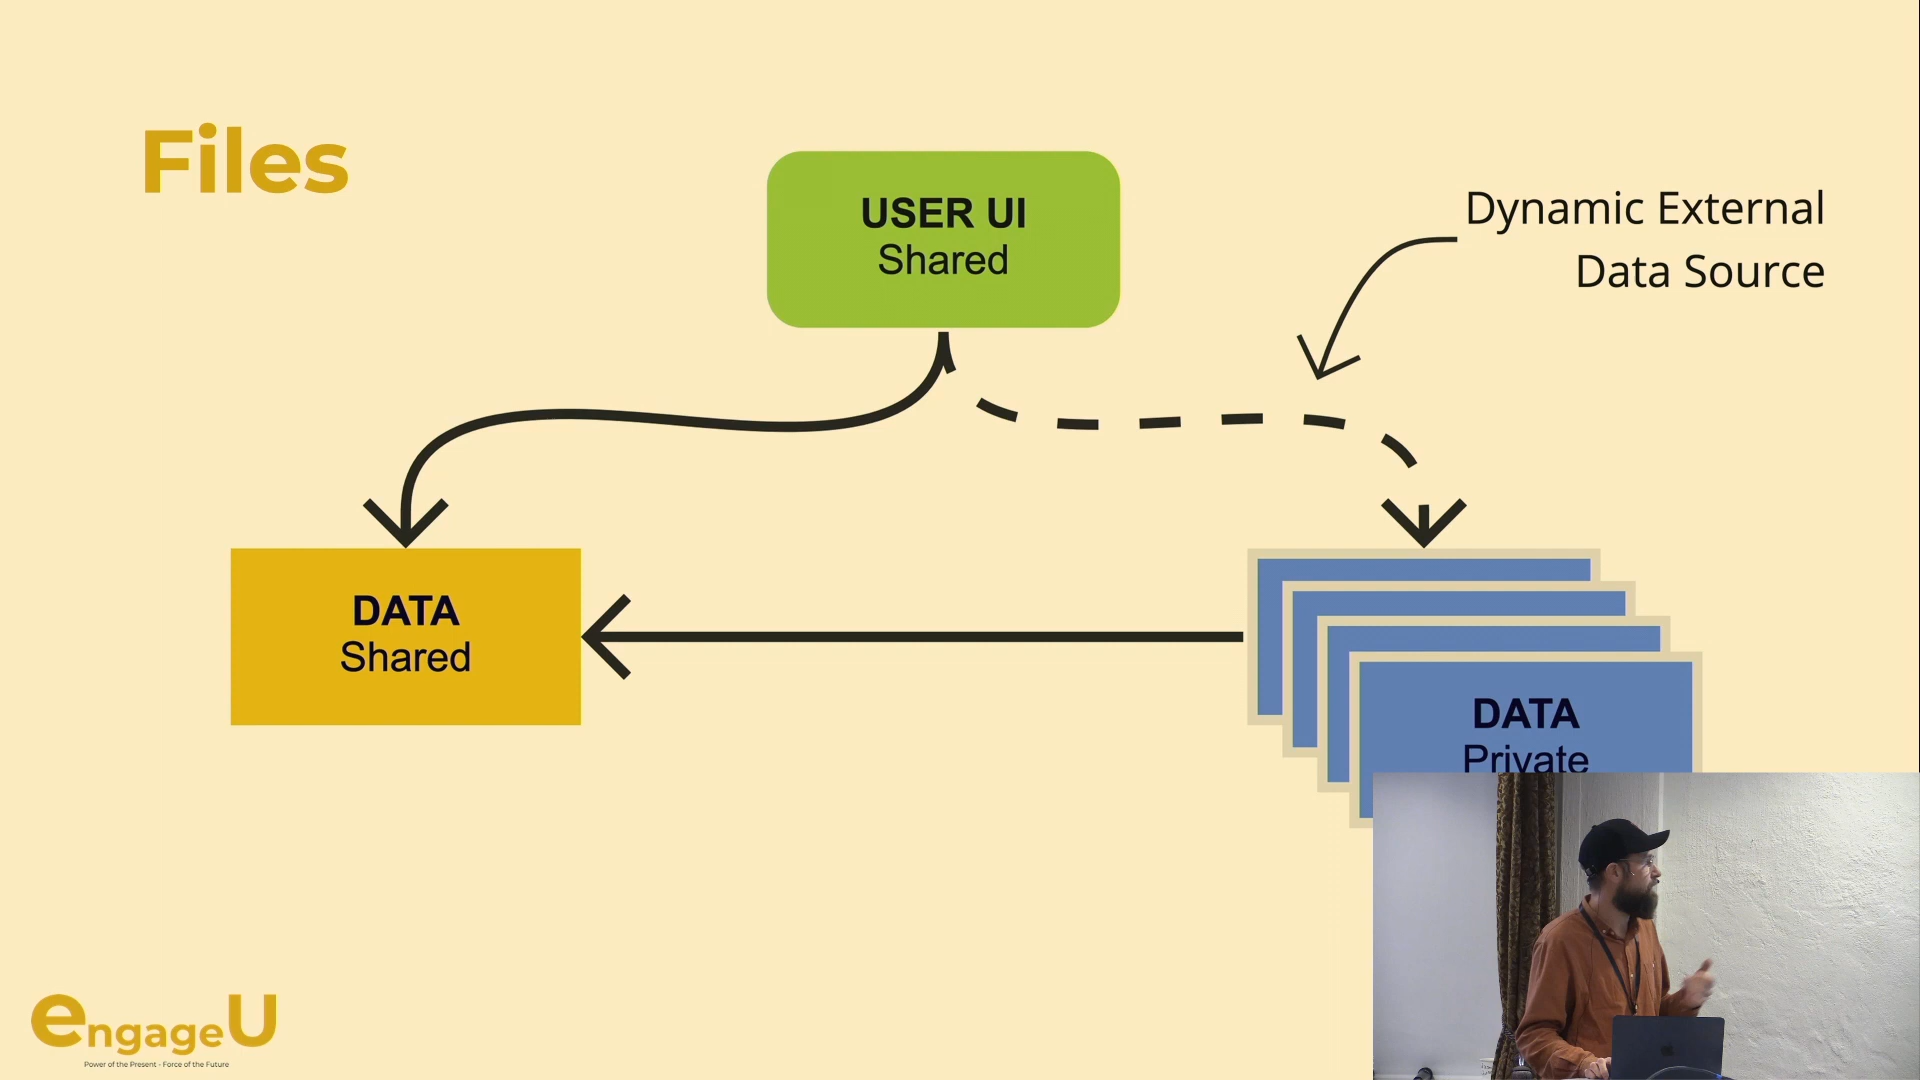 Files
USER UI
Shared
Dynamic External
Data Source
DATA
Shared
DATA
Private
engageU
Power of the Present - Force of the Future